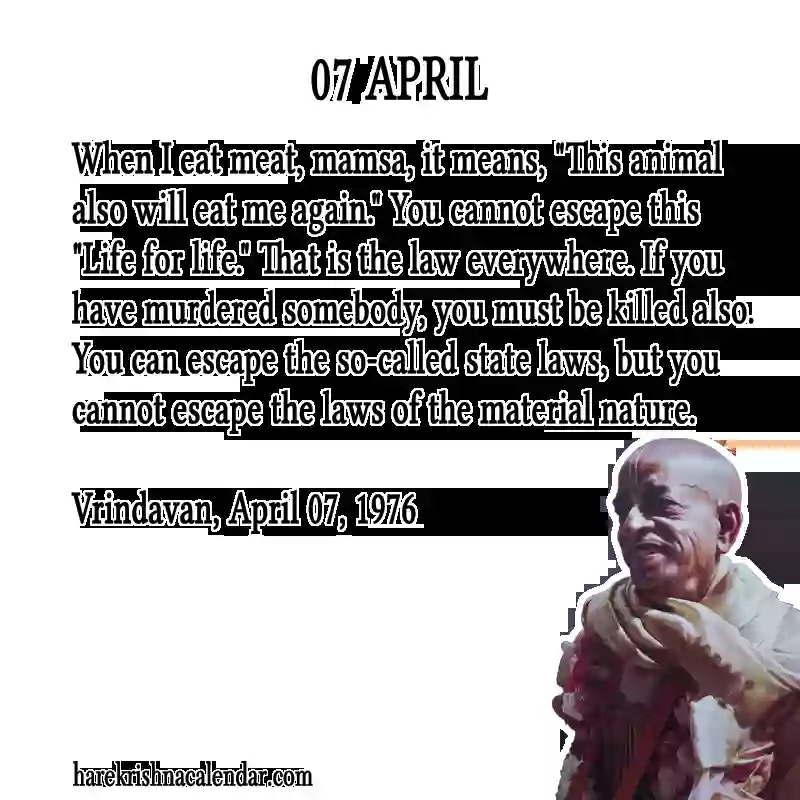 07 APRIL
When I eat meat, mamsa, it means, "This animal
also will eat me again." You cannot escape this
"Life for life." That is the law everywhere. If you
have murdered somebody, you must be killed also.
You can escape the so-called state laws, but you
cannot escape the laws of the material nature.
Vrindavan, April 07, 1976
harekrishnacalendar.com